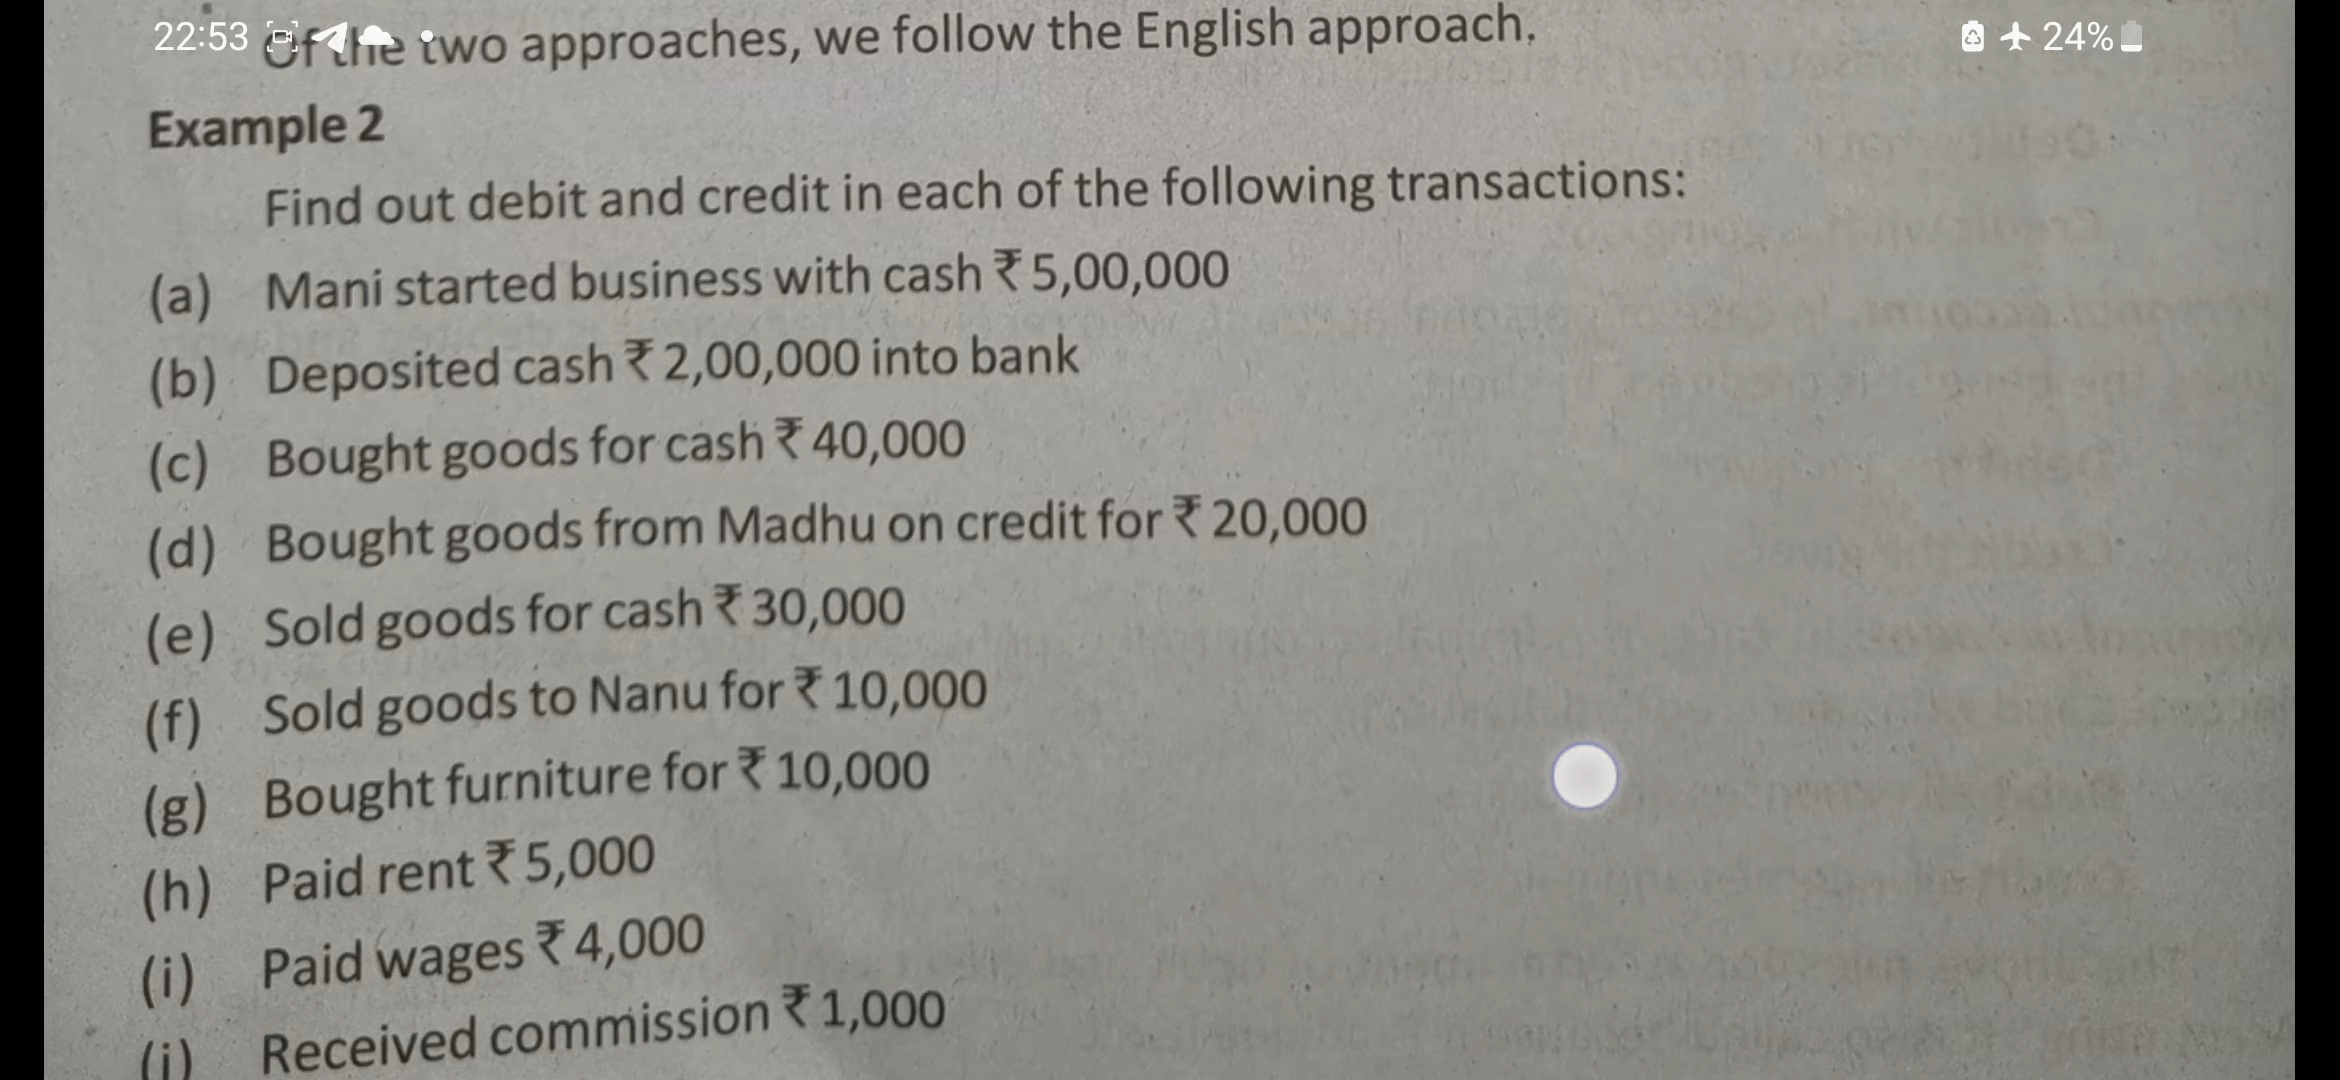 22:53 24%
Of the two approaches, we follow the English approach.
Example 2
Find out debit and credit in each of the following transactions:
(a) Mani started business with cash ₹ 5,00,000
(b) Deposited cash ₹ 2,00,000 into bank
(c) Bought goods for cash ₹ 40,000
(d) Bought goods from Madhu on credit for ₹ 20,000
(e) Sold goods for cash ₹ 30,000
(f) Sold goods to Nanu for ₹ 10,000
(g) Bought furniture for ₹ 10,000
(h) Paid rent ₹ 5,000
(i) Paid wages ₹ 4,000
(j) Received commission ₹ 1,000